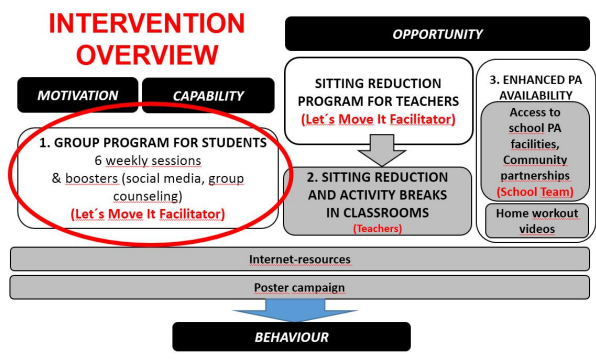 INTERVENTION
OVERVIEW
OPPORTUNITY
MOTIVATION
CAPABILITY
SITTING REDUCTION
PROGRAM FOR TEACHERS
(Let´s Move It Facilitator)
3. ENHANCED PA
AVAILABILITY
Access to
school PA
facilities,
Community
partnerships
(School Team)
Home workout
videos
1. GROUP PROGRAM FOR STUDENTS
6 weekly sessions
& boosters (social media, group
counseling)
(Let´s Move It Facilitator)
2. SITTING REDUCTION
AND ACTIVITY BREAKS
IN CLASSROOMS
(Teachers)
Internet-resources
Poster campaign
BEHAVIOUR